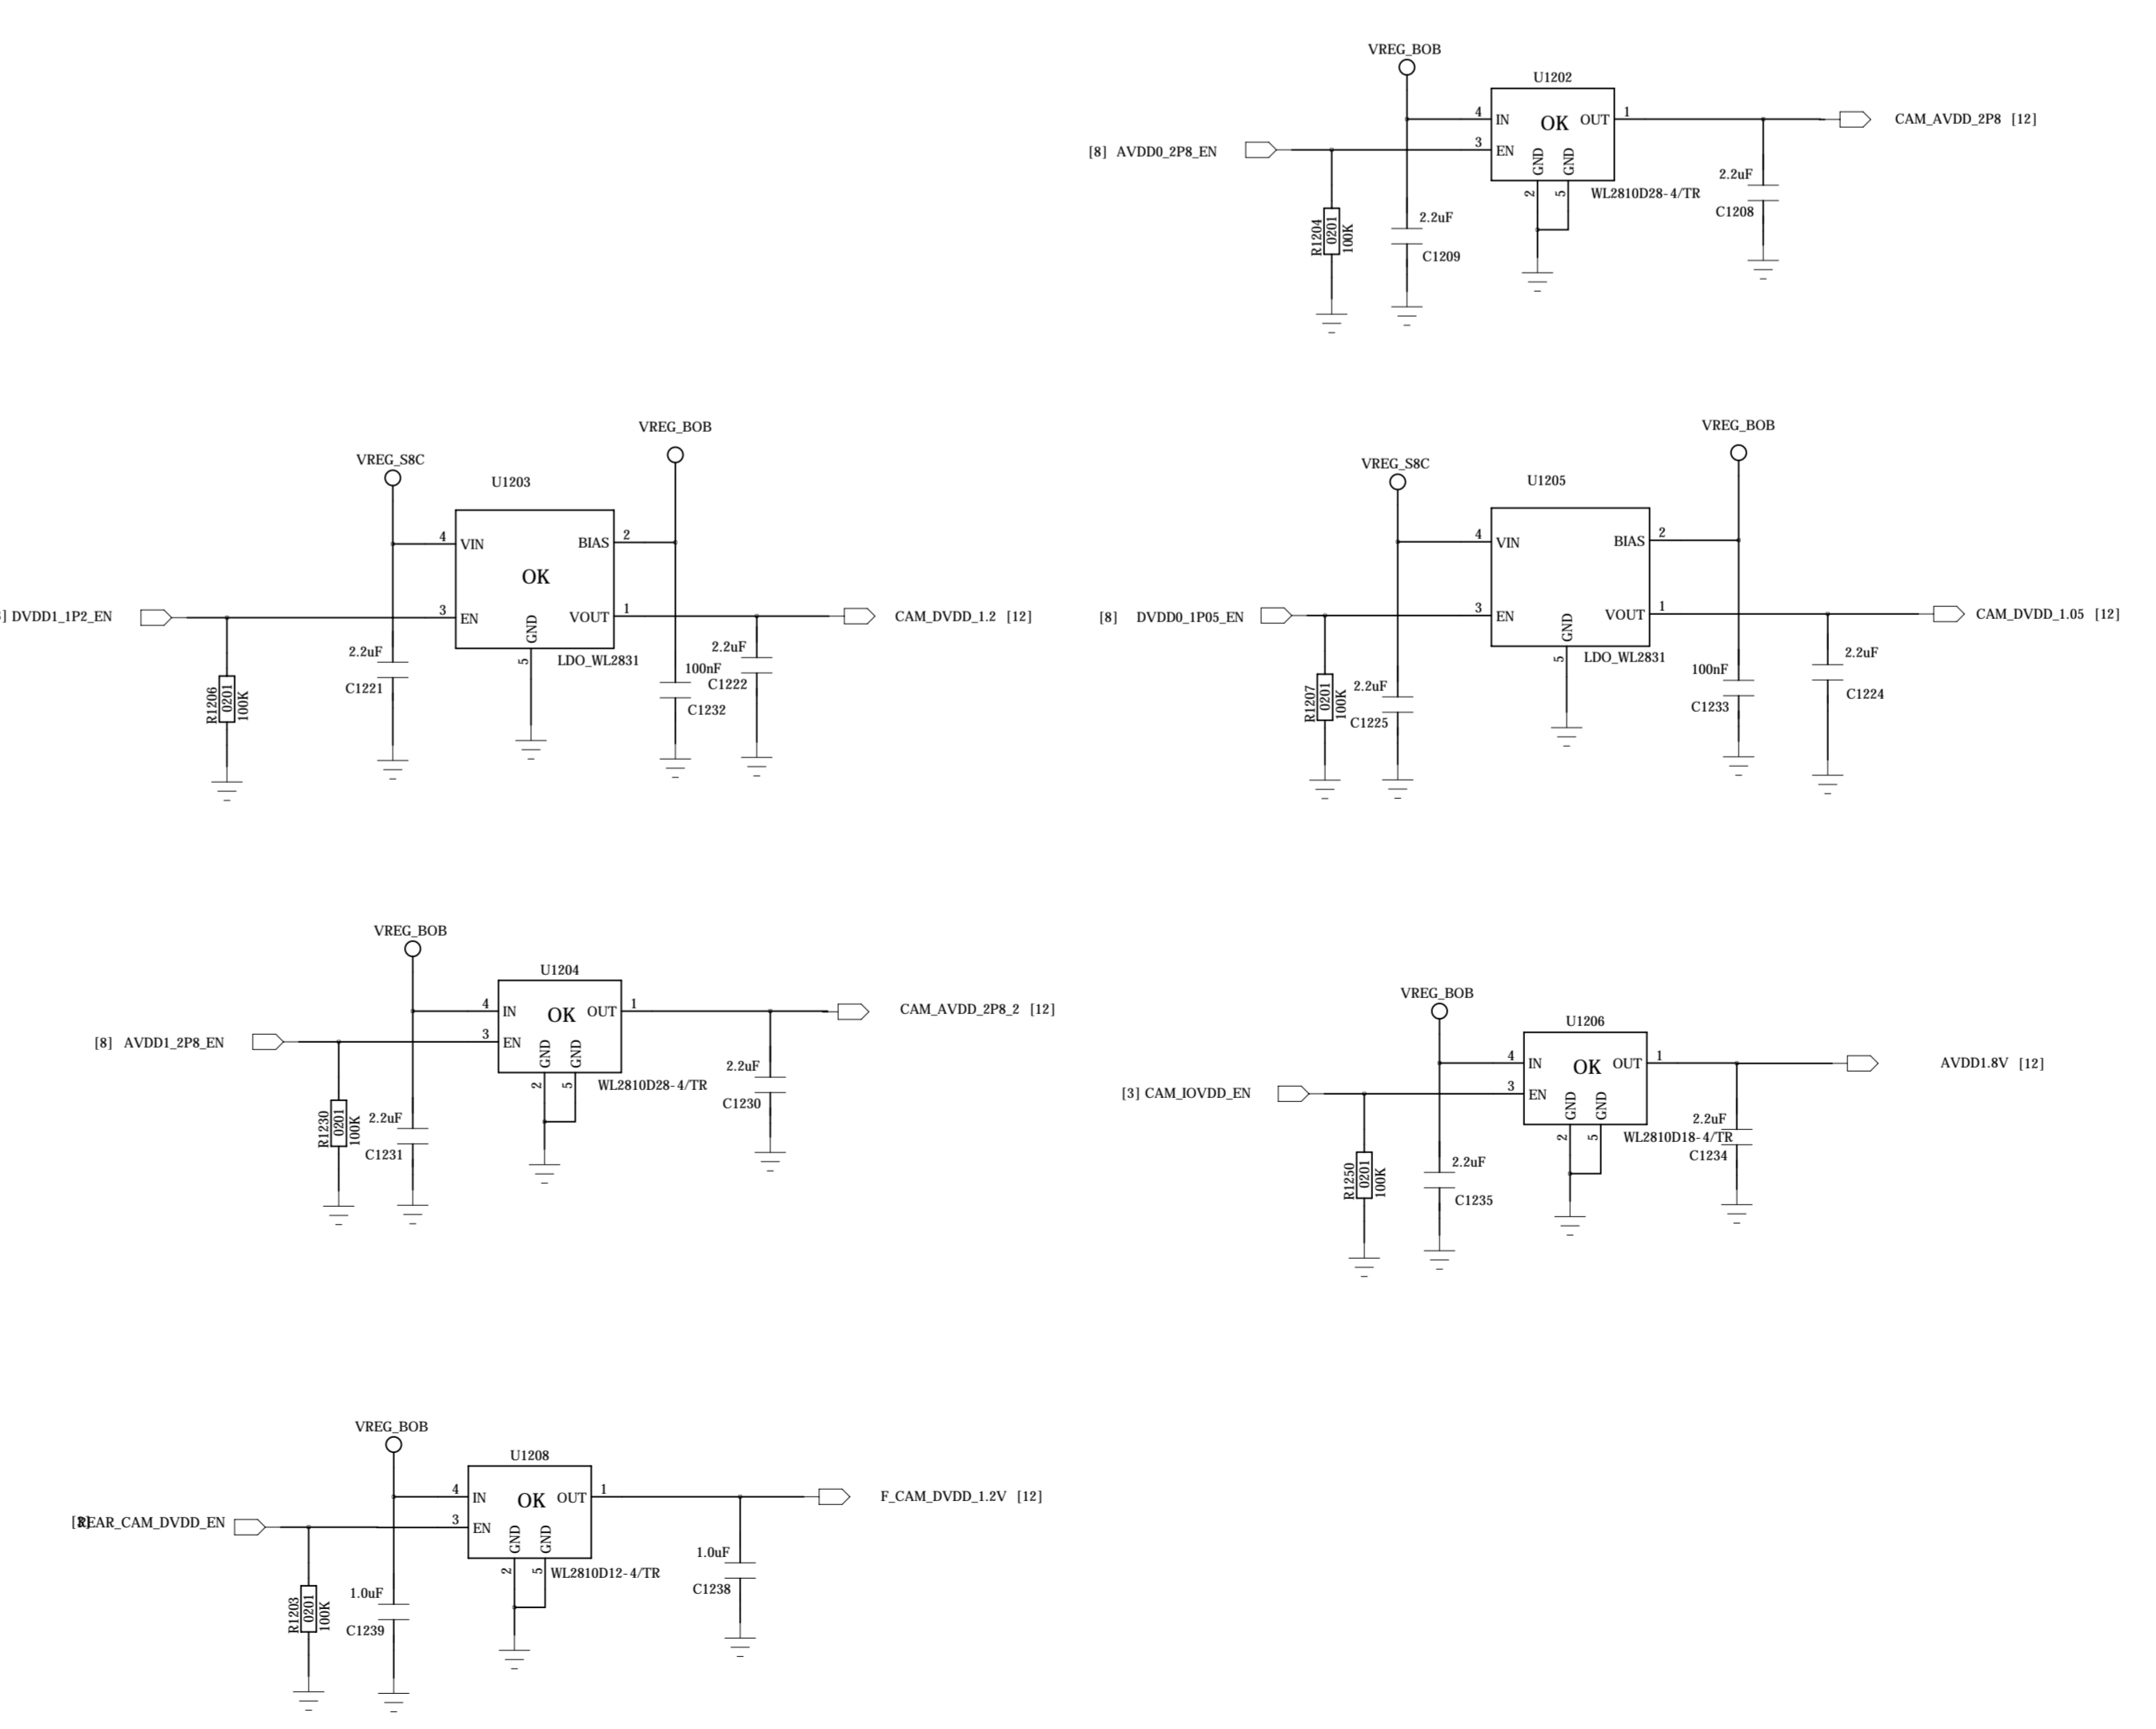 VREG_BOB
U1202
4 IN OK OUT 1
CAM_AVDD_2P8 [12]
[8] AVDD0_2P8_EN
3 EN
GND GND
2 5
WL2810D28-4/TR
2.2uF
C1208
R1204 0201 100K
2.2uF
C1209
VREG_S8C
VREG_BOB
U1203
4 VIN
BIAS 2
OK
] DVDD1_1P2_EN
3 EN
VOUT 1
CAM_DVDD_1.2 [12]
GND
5
LDO_WL2831
2.2uF
C1221
R1206 0201 100K
2.2uF
C1222
100nF
C1232
VREG_S8C
VREG_BOB
U1205
4 VIN
BIAS 2
[8] DVDD0_1P05_EN
3 EN
VOUT 1
CAM_DVDD_1.05 [12]
GND
5
LDO_WL2831
R1207 0201 100K
2.2uF
C1225
100nF
C1233
2.2uF
C1224
VREG_BOB
U1204
4 IN OK OUT 1
CAM_AVDD_2P8_2 [12]
[8] AVDD1_2P8_EN
3 EN
GND GND
2 5
WL2810D28-4/TR
2.2uF
C1230
R1230 0201 100K
2.2uF
C1231
VREG_BOB
U1206
4 IN OK OUT 1
AVDD1.8V [12]
[3] CAM_IOVDD_EN
3 EN
GND GND
2 5
WL2810D18-4/TR
2.2uF
C1234
R1250 0201 100K
2.2uF
C1235
VREG_BOB
U1208
4 IN OK OUT 1
F_CAM_DVDD_1.2V [12]
REAR_CAM_DVDD_EN
3 EN
GND GND
2 5
WL2810D12-4/TR
1.0uF
C1238
R1203 0201 100K
1.0uF
C1239